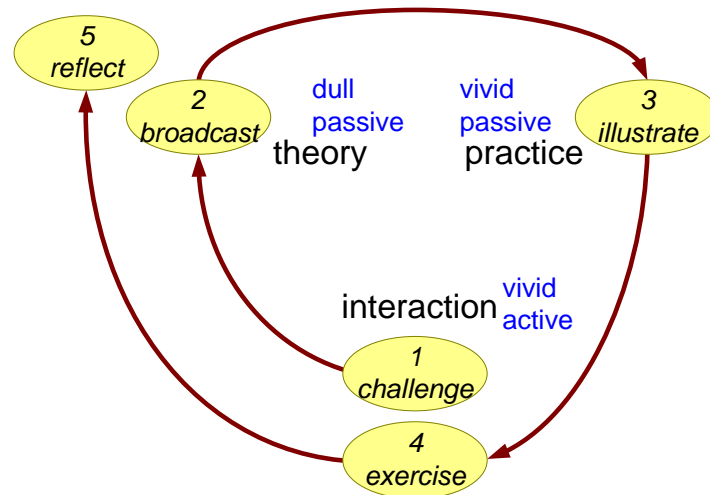 5
reflect
2
broadcast
dull
passive
theory
vivid
passive
practice
3
illustrate
interaction
vivid
active
1
challenge
4
exercise